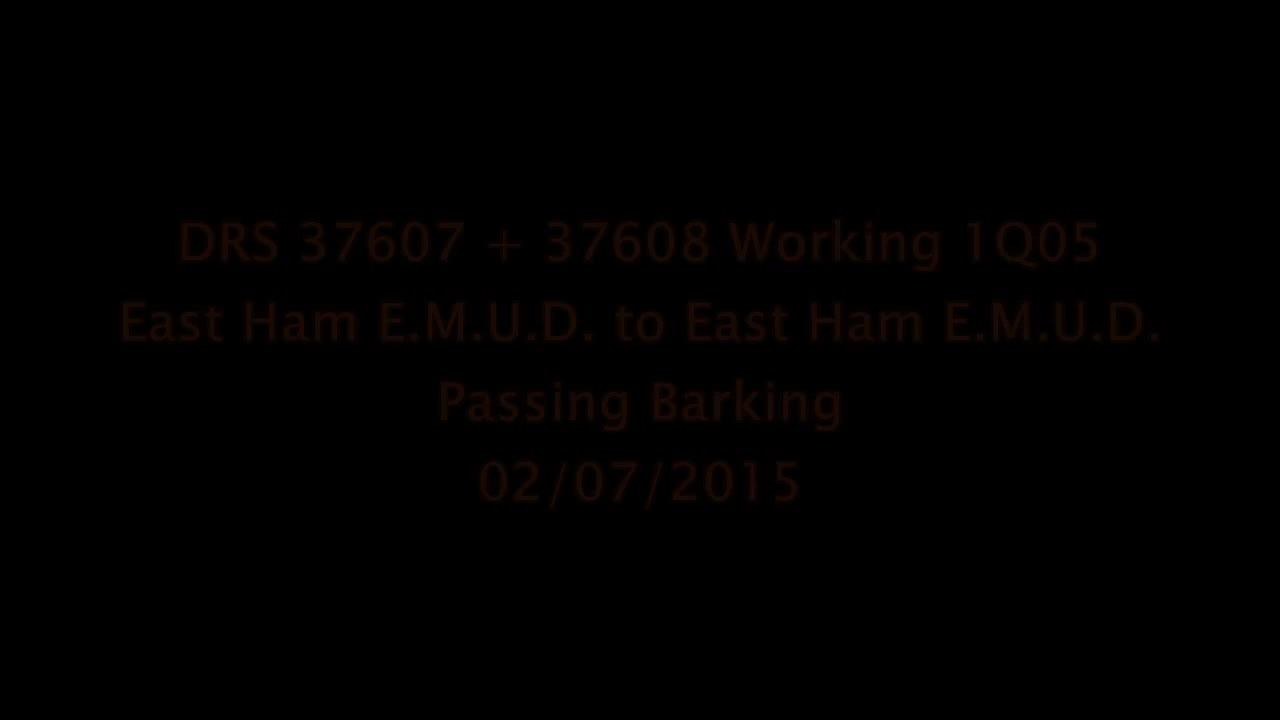 DRS 37607 + 37608 Working 1Q05
East Ham E.M.U.D. to East Ham E.M.U.D.
Passing Barking
02/07/2015